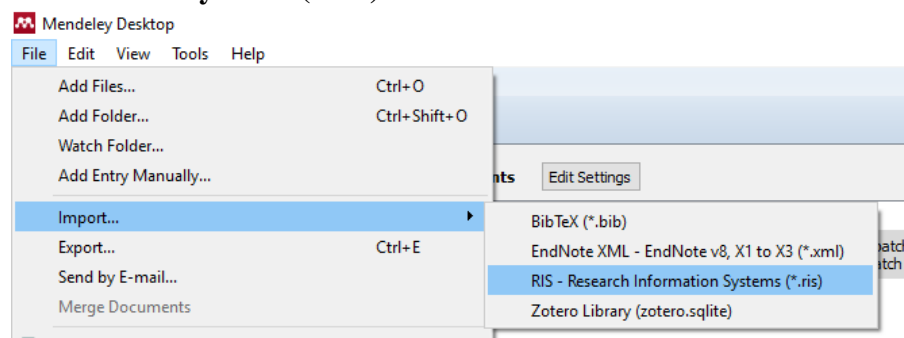 Mendeley Desktop
File Edit View Tools Help
Add Files... Ctrl+O
Add Folder... Ctrl+Shift+O
Watch Folder...
Add Entry Manually...
Edit Settings
Import...
BibTeX (*.bib)
Export... Ctrl+E
EndNote XML - EndNote v8, X1 to X3 (*.xml)
Send by E-mail...
RIS - Research Information Systems (*.ris)
Merge Documents
Zotero Library (zotero.sqlite)